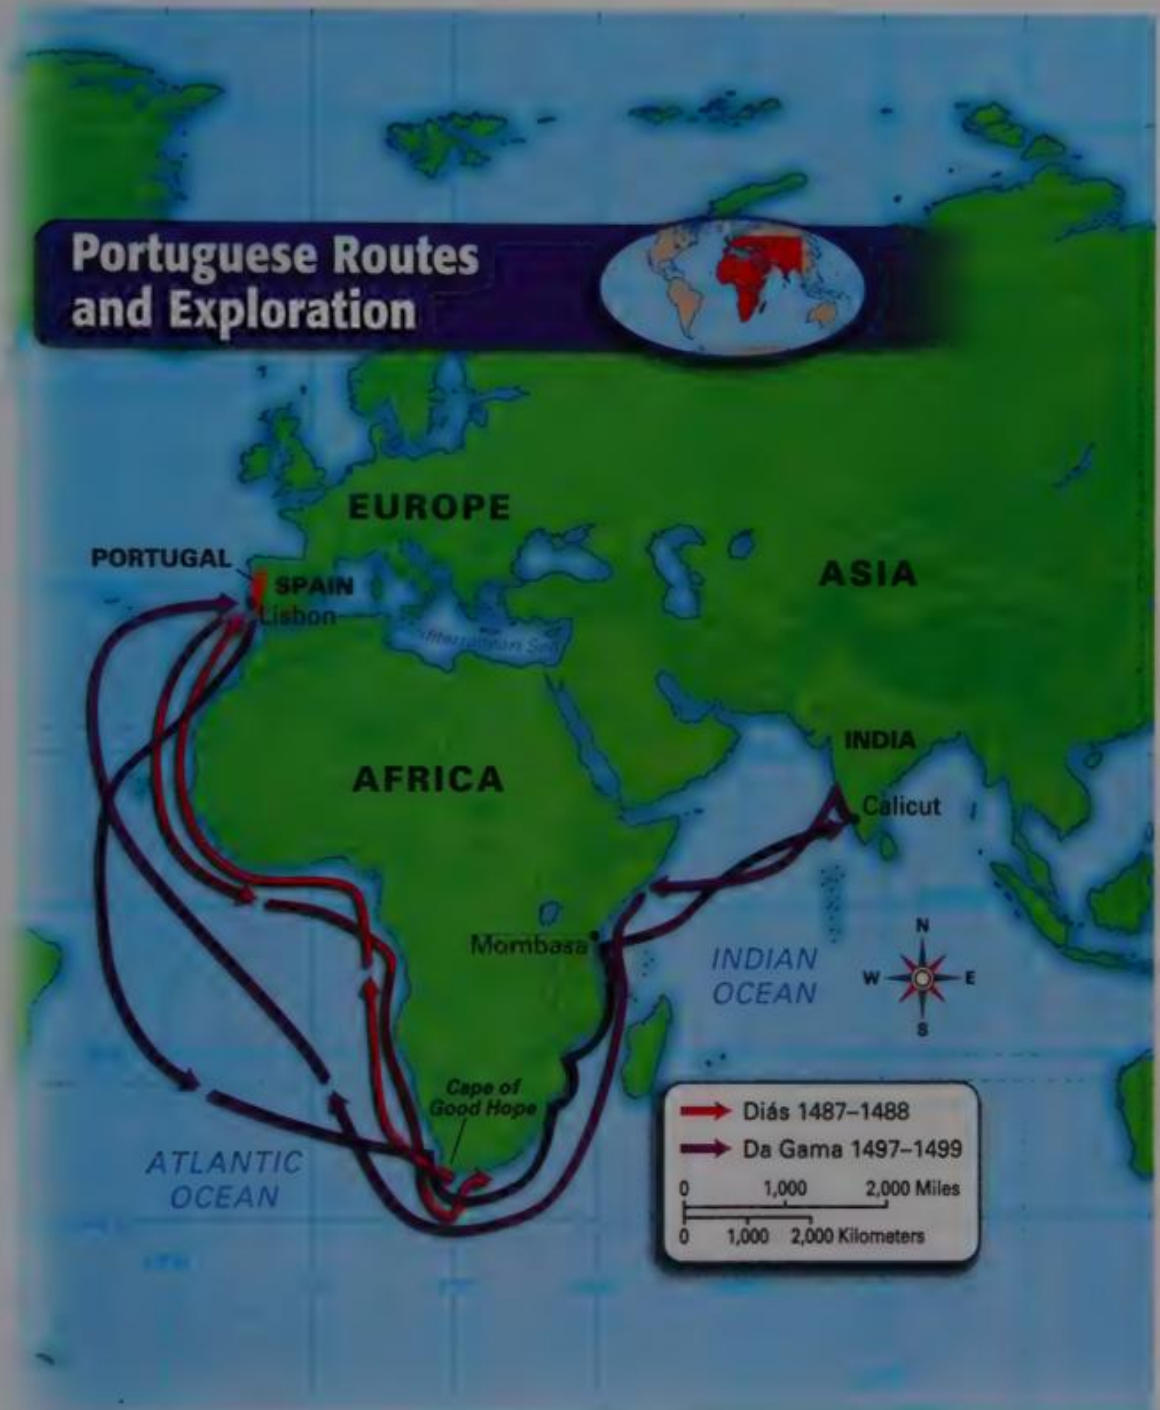 Portuguese Routes
and Exploration
EUROPE
PORTUGAL
SPAIN
Lisbon
ASIA
Mediterranean Sea
INDIA
AFRICA
Calicut
Mombasa
INDIAN
OCEAN
N
W
E
S
Cape of
Good Hope
ATLANTIC
OCEAN
Diás 1487–1488
Da Gama 1497–1499
0 1,000 2,000 Miles
0 1,000 2,000 Kilometers